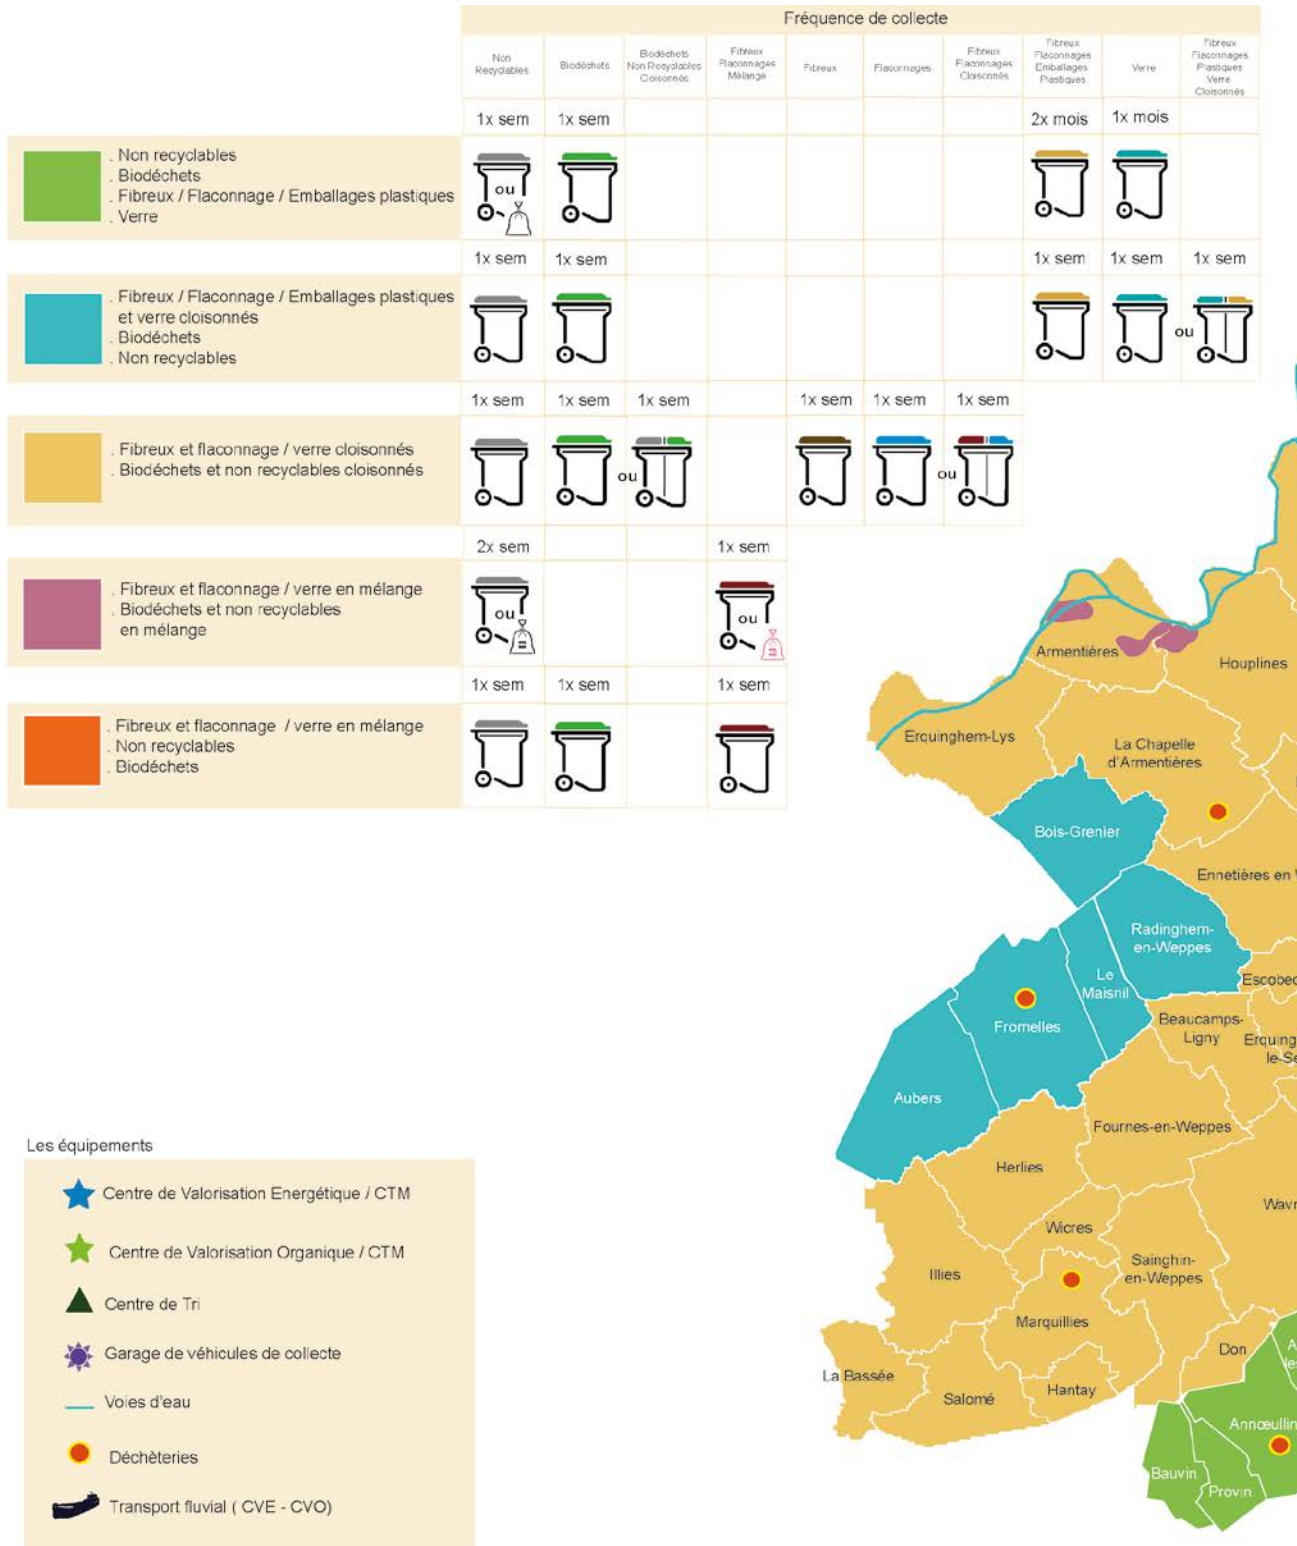 Fréquence de collecte
Non
Recyclables
Biodéchets
Biodéchets
Non Recyclables
Cloisonnés
Fibreux
Flaconnages
Mélange
Fibreux
Flaconnages
Fibreux
Flaconnages
Cloisonnés
Fibreux
Flaconnages
Emballages
Plastiques
Verre
Fibreux
Flaconnages
Plastiques
Verre
Cloisonnés
1x sem 1x sem 2x mois 1x mois
. Non recyclables
. Biodéchets
. Fibreux / Flaconnage / Emballages plastiques
. Verre
ou
1x sem 1x sem 1x sem 1x sem 1x sem
. Fibreux / Flaconnage / Emballages plastiques
et verre cloisonnés
. Biodéchets
. Non recyclables
ou
1x sem 1x sem 1x sem 1x sem 1x sem 1x sem
. Fibreux et flaconnage / verre cloisonnés
. Biodéchets et non recyclables cloisonnés
ou ou
2x sem 1x sem
. Fibreux et flaconnage / verre en mélange
. Biodéchets et non recyclables
en mélange
ou ou
1x sem 1x sem 1x sem
. Fibreux et flaconnage / verre en mélange
. Non recyclables
. Biodéchets
Armentières
Houplines
Erquinghem-Lys
La Chapelle
d'Armentières
Bois-Grenier
Ennetières en
Radinghem-
en-Weppes
Le
Maisnil
Escobec
Fromelles
Beaucamps-
Ligny
Erquing
le-Se
Aubers
Fournes-en-Weppes
Herlies
Wicres
Wavr
Illies
Sainghin-
en-Weppes
Marquillies
Don
A
les
La Bassée
Salomé
Hantay
Annœullin
Bauvin
Provin
Les équipements
Centre de Valorisation Energétique / CTM
Centre de Valorisation Organique / CTM
Centre de Tri
Garage de véhicules de collecte
Voies d'eau
Déchèteries
Transport fluvial ( CVE - CVO)